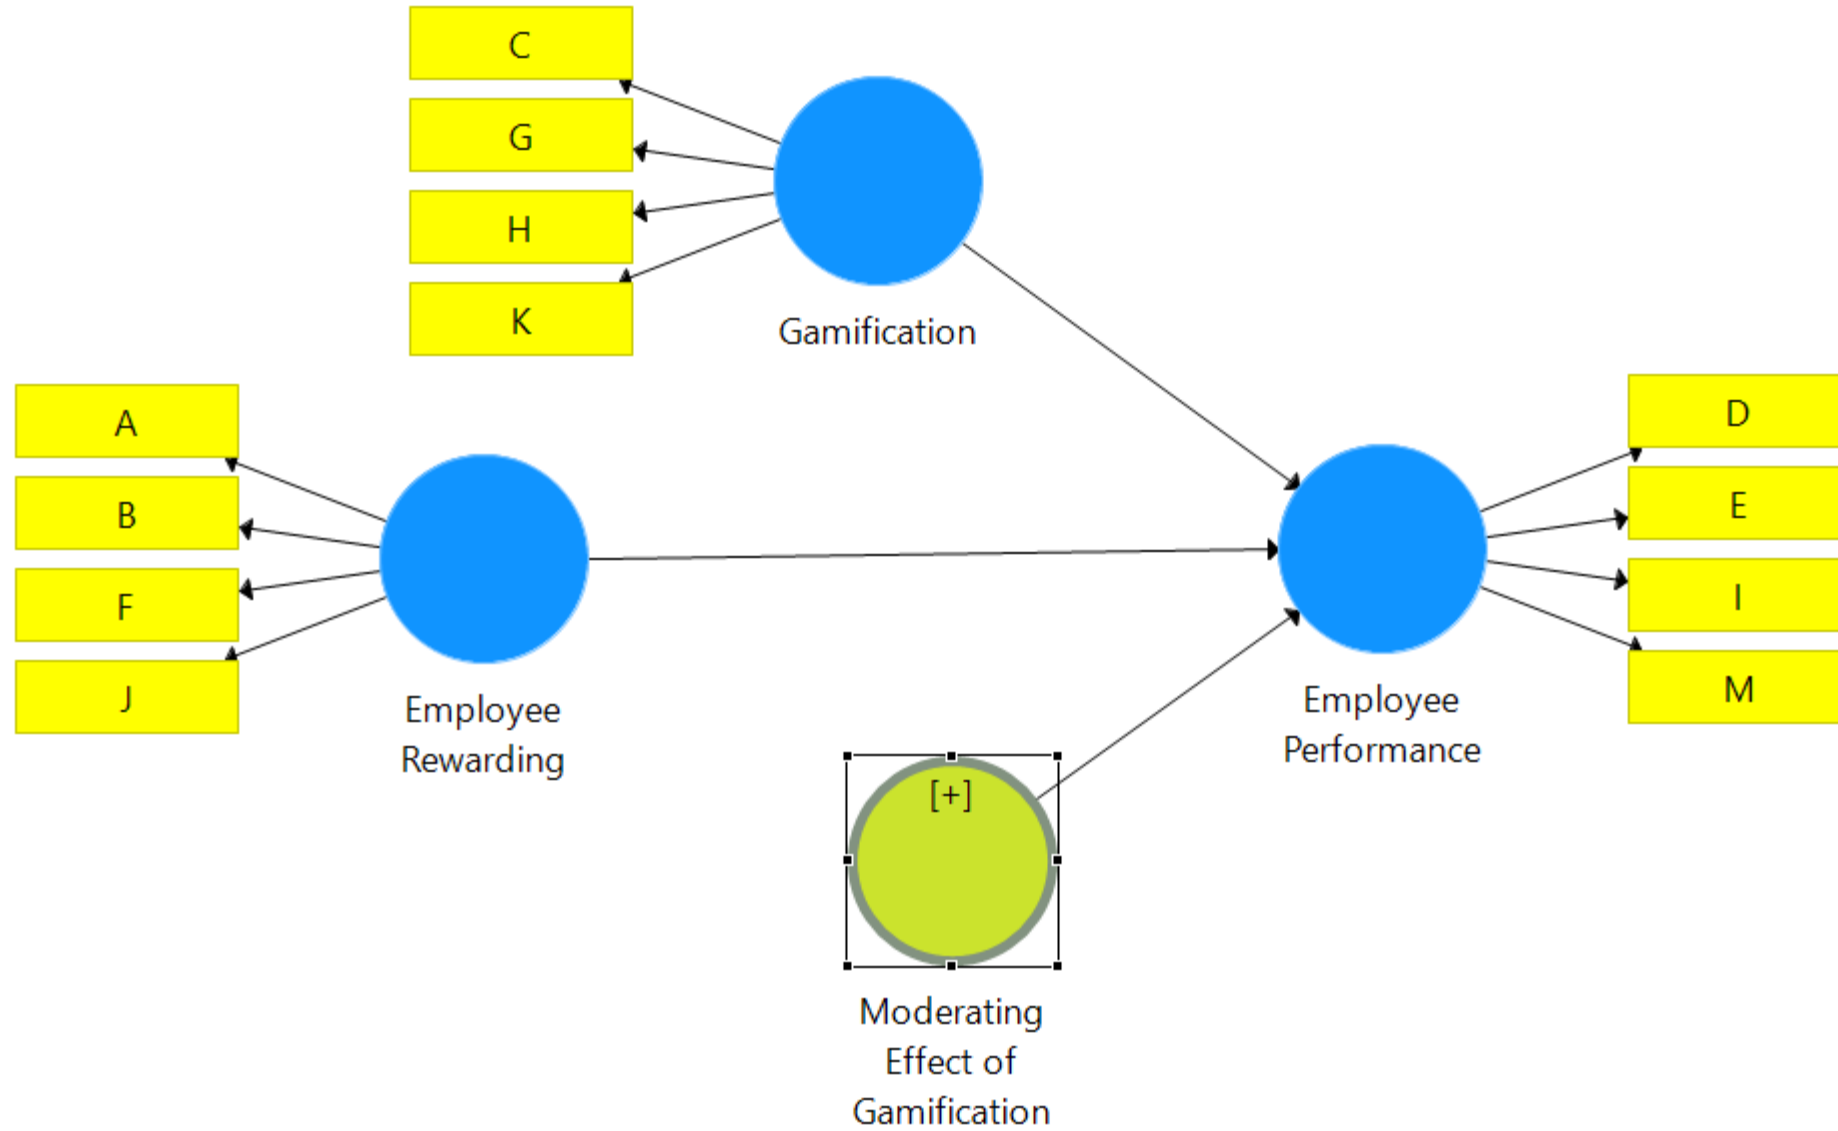 C
G
H
K
Gamification
A
B
F
J
Employee
Rewarding
D
E
I
M
Employee
Performance
[+]
Moderating
Effect of
Gamification